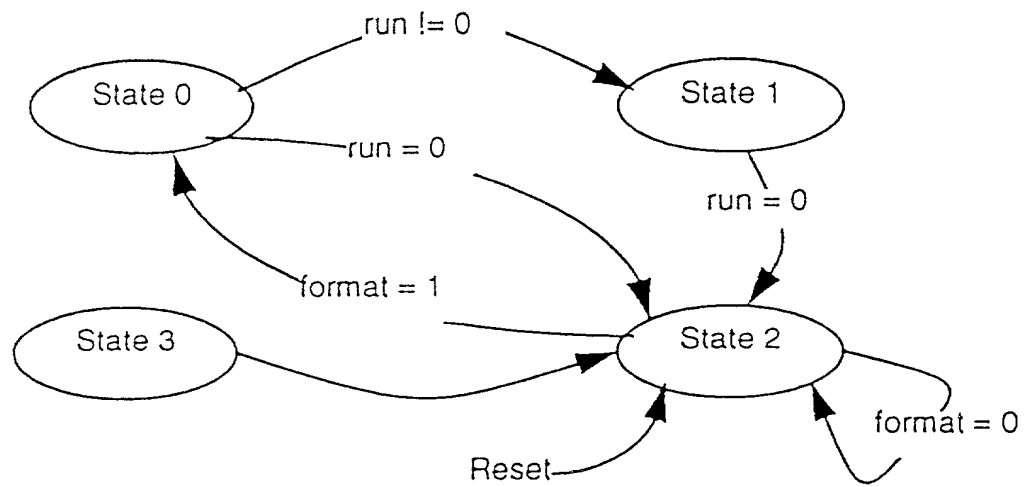 run != 0
State 0
State 1
run = 0
run = 0
format = 1
State 3
State 2
format = 0
Reset